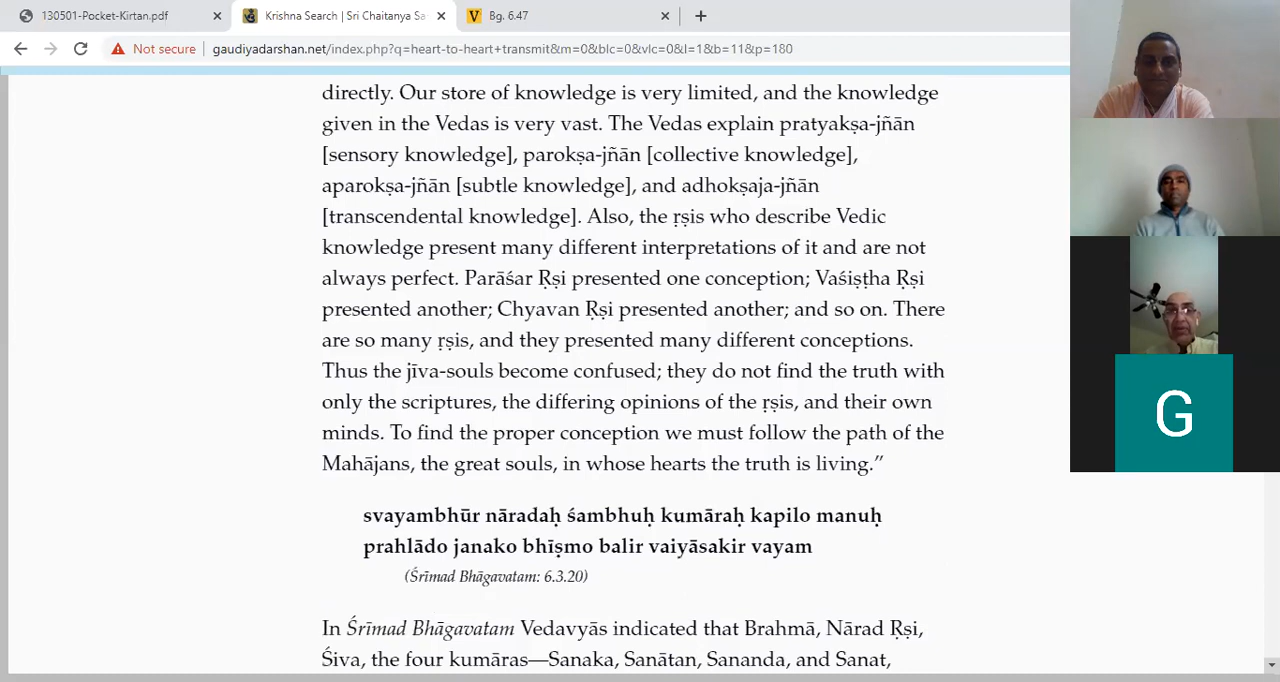 130501-Pocket-Kirtan.pdf
Krishna Search | Sri Chaitanya Sa
V Bg. 6.47
Not secure | gaudiyadarshan.net/index.php?q=heart-to-heart+transmit&m=0&blc=0&vlc=0&l=1&b=11&p=180
directly. Our store of knowledge is very limited, and the knowledge
given in the Vedas is very vast. The Vedas explain pratyakṣa-jñān
[sensory knowledge], parokṣa-jñān [collective knowledge],
aparokṣa-jñān [subtle knowledge], and adhokṣaja-jñān
[transcendental knowledge]. Also, the ṛṣis who describe Vedic
knowledge present many different interpretations of it and are not
always perfect. Parāśar Ṛṣi presented one conception; Vaśiṣṭha Ṛṣi
presented another; Chyavan Ṛṣi presented another; and so on. There
are so many ṛṣis, and they presented many different conceptions.
Thus the jīva-souls become confused; they do not find the truth with
only the scriptures, the differing opinions of the ṛṣis, and their own
minds. To find the proper conception we must follow the path of the
Mahājans, the great souls, in whose hearts the truth is living.”
svayambhūr nāradaḥ śambhuḥ kumāraḥ kapilo manuḥ
prahlādo janako bhīṣmo balir vaiyāsakir vayam
(Śrīmad Bhāgavatam: 6.3.20)
In Śrīmad Bhāgavatam Vedavyās indicated that Brahmā, Nārad Ṛṣi,
Śiva, the four kumāras—Sanaka, Sanātan, Sananda, and Sanat,
G